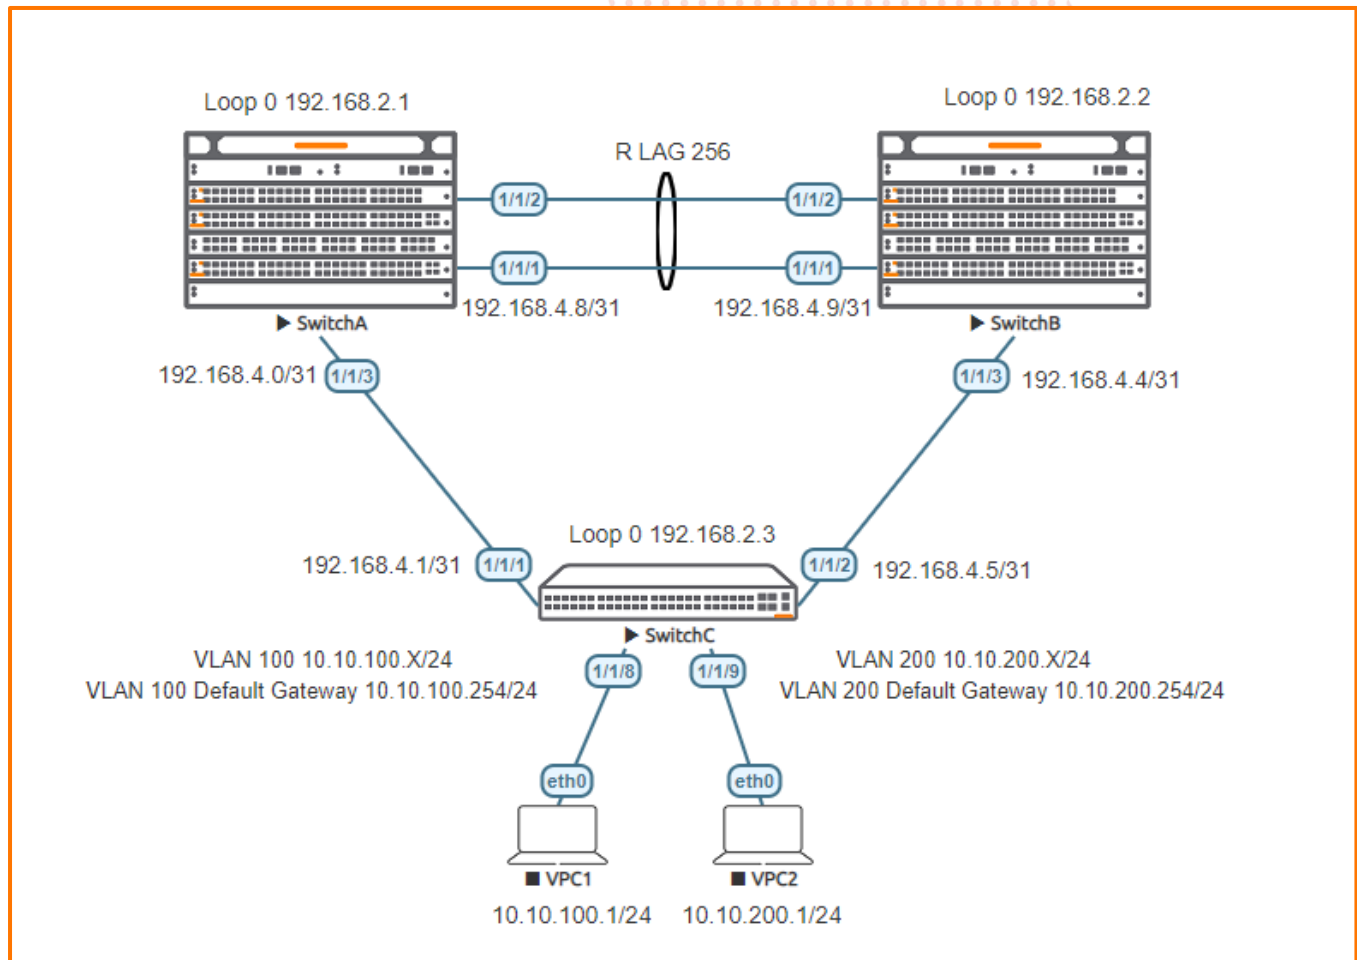 Loop 0 192.168.2.1
Loop 0 192.168.2.2
R LAG 256
1/1/2
1/1/2
1/1/1
1/1/1
192.168.4.8/31
192.168.4.9/31
SwitchA
SwitchB
192.168.4.0/31
1/1/3
1/1/3
192.168.4.4/31
Loop 0 192.168.2.3
192.168.4.1/31
1/1/1
1/1/2
192.168.4.5/31
SwitchC
VLAN 100 10.10.100.X/24
VLAN 100 Default Gateway 10.10.100.254/24
1/1/8
1/1/9
VLAN 200 10.10.200.X/24
VLAN 200 Default Gateway 10.10.200.254/24
eth0
eth0
VPC1
VPC2
10.10.100.1/24
10.10.200.1/24